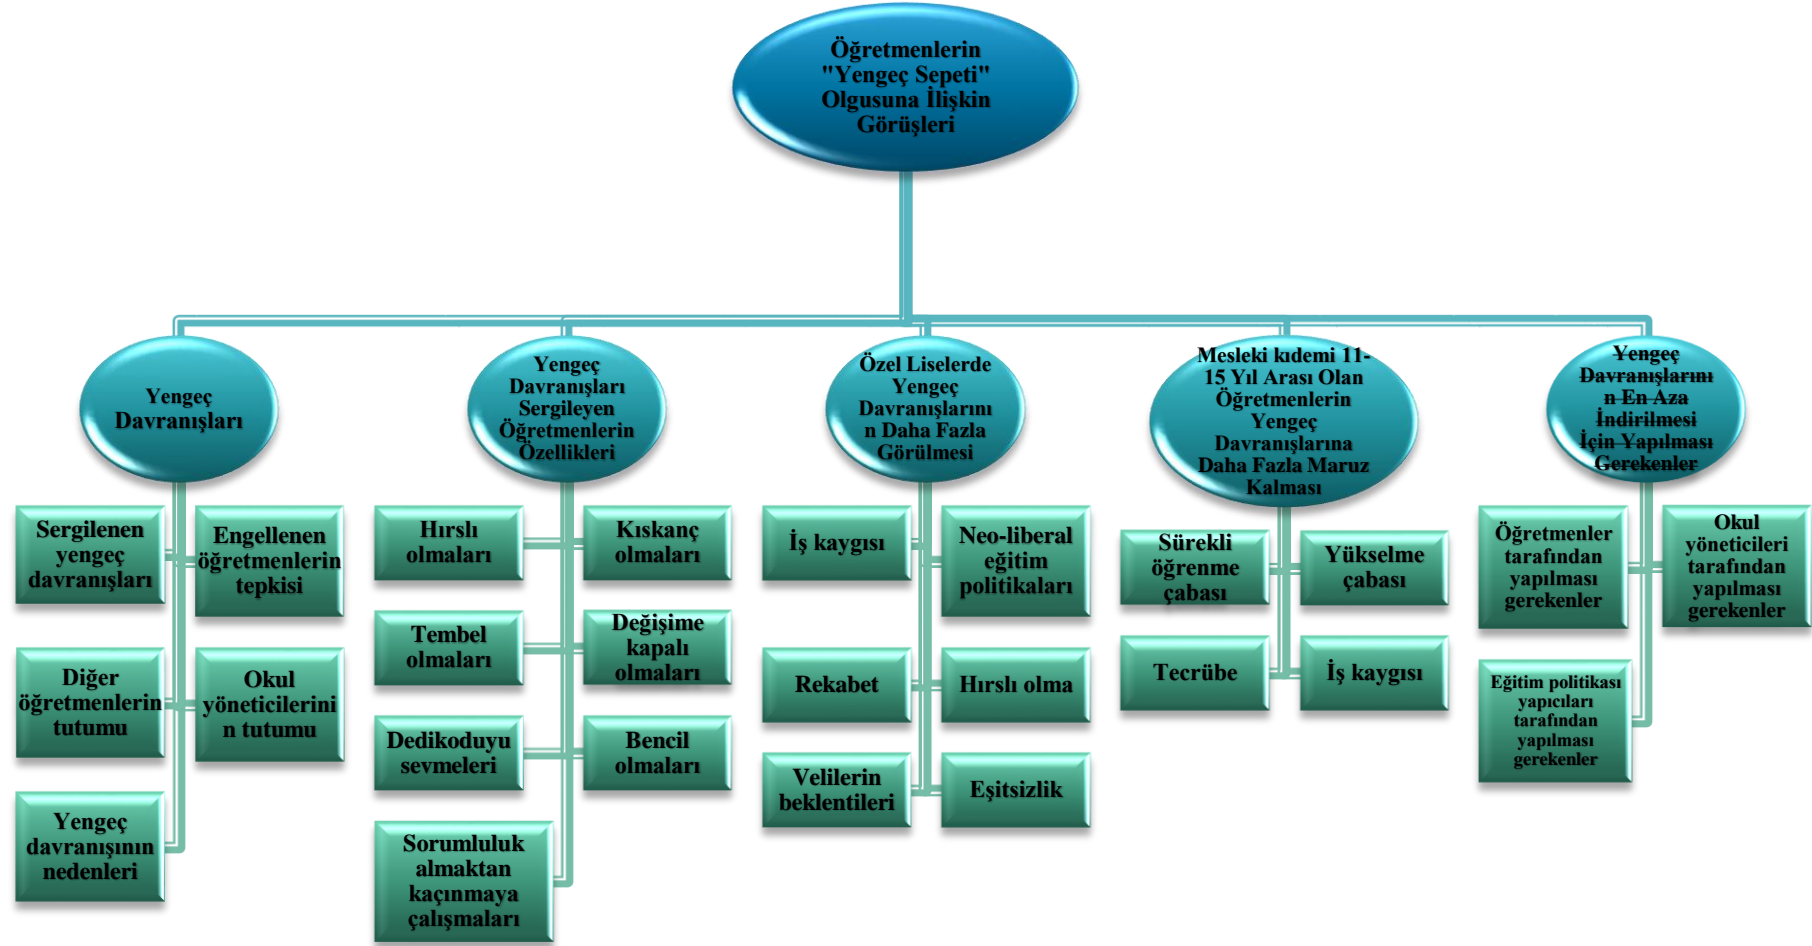 Öğretmenlerin
"Yengeç Sepeti"
Olgusuna İlişkin
Görüşleri
Yengeç
Davranışları
Yengeç
Davranışları
Sergileyen
Öğretmenlerin
Özellikleri
Özel Liselerde
Yengeç
Davranışlarını
n Daha Fazla
Görülmesi
Mesleki kıdemi 11-
15 Yıl Arası Olan
Öğretmenlerin
Yengeç
Davranışlarına
Daha Fazla Maruz
Kalması
Yengeç
Davranışlarını
n En Aza
İndirilmesi
İçin Yapılması
Gerekenler
Sergilenen
yengeç
davranışları
Engellenen
öğretmenlerin
tepkisi
Diğer
öğretmenlerin
tutumu
Okul
yöneticilerini
n tutumu
Yengeç
davranışının
nedenleri
Hırslı
olmaları
Kıskanç
olmaları
Tembel
olmaları
Değişime
kapalı
olmaları
Dedikoduyu
sevmeleri
Bencil
olmaları
Sorumluluk
almaktan
kaçınmaya
çalışmaları
İş kaygısı
Neo-liberal
eğitim
politikaları
Rekabet
Hırslı olma
Velilerin
beklentileri
Eşitsizlik
Sürekli
öğrenme
çabası
Yükselme
çabası
Tecrübe
İş kaygısı
Öğretmenler
tarafından
yapılması
gerekenler
Okul
yöneticileri
tarafından
yapılması
gerekenler
Eğitim politikası
yapıcıları
tarafından
yapılması
gerekenler